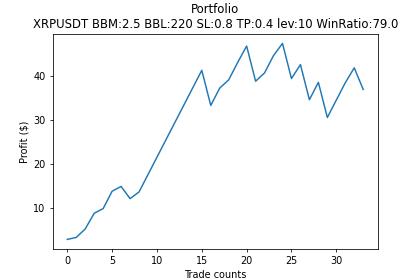 Portfolio
XRPUSDT BBM:2.5 BBL:220 SL:0.8 TP:0.4 lev:10 WinRatio:79.0
Profit ($)
40
30
20
10
0 5 10 15 20 25 30
Trade counts